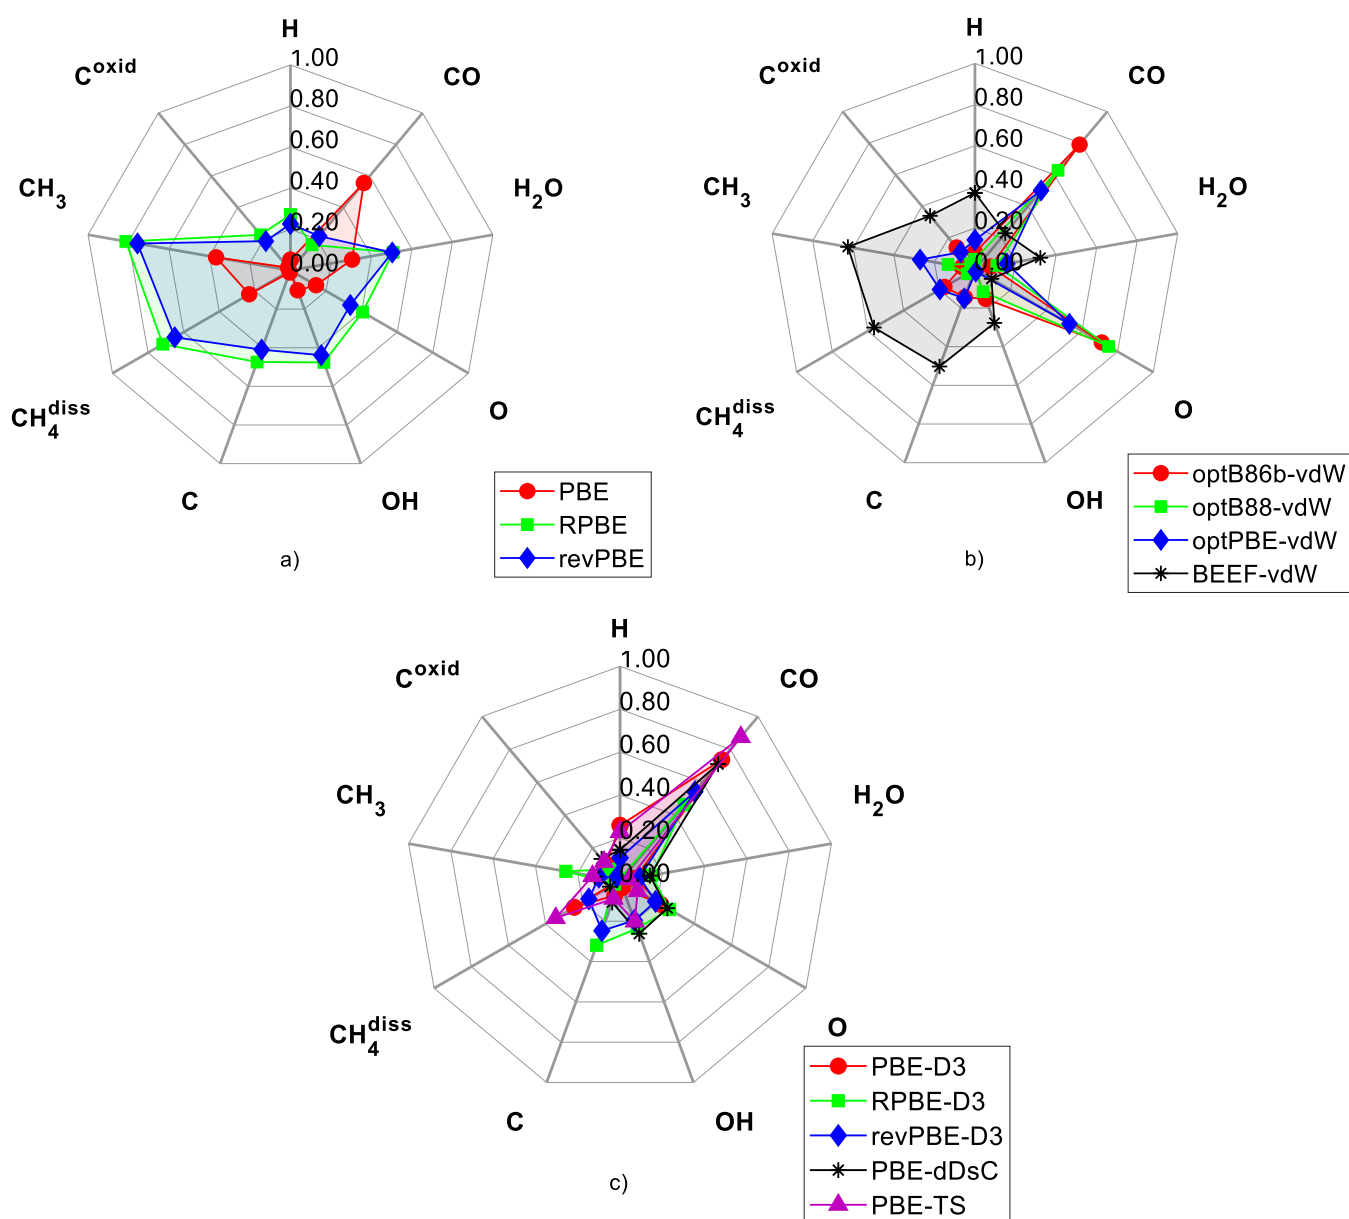 H
1.00
0.80
0.60
0.40
0.20
0.00
CO
H₂O
O
OH
C
CH₄^diss
CH₃
C^oxid
PBE
RPBE
revPBE
a)
H
1.00
0.80
0.60
0.40
0.20
0.00
CO
H₂O
O
OH
C
CH₄^diss
CH₃
C^oxid
optB86b-vdW
optB88-vdW
optPBE-vdW
BEEF-vdW
b)
H
1.00
0.80
0.60
0.40
0.20
0.00
CO
H₂O
O
OH
C
CH₄^diss
CH₃
C^oxid
PBE-D3
RPBE-D3
revPBE-D3
PBE-dDsC
PBE-TS
c)